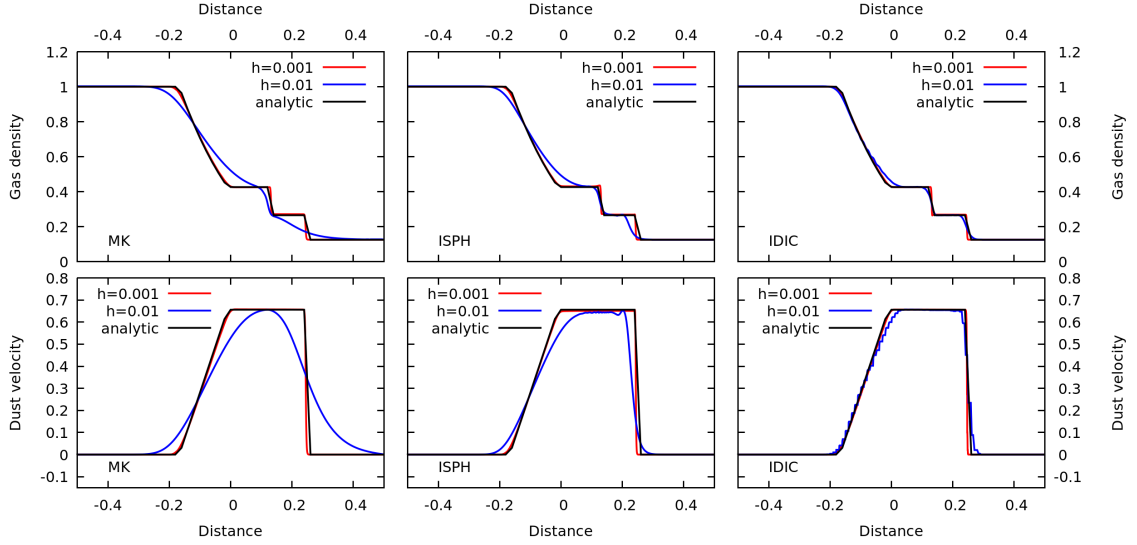 Distance Distance Distance
-0.4 -0.2 0 0.2 0.4 -0.4 -0.2 0 0.2 0.4 -0.4 -0.2 0 0.2 0.4
Gas density
1.2
1
0.8
0.6
0.4
0.2
0
h=0.001
h=0.01
analytic
MK
h=0.001
h=0.01
analytic
ISPH
h=0.001
h=0.01
analytic
IDIC
1.2
1
0.8
0.6
0.4
0.2
0
Gas density
Dust velocity
0.8
0.7
0.6
0.5
0.4
0.3
0.2
0.1
0
-0.1
h=0.001
h=0.01
analytic
MK
h=0.001
h=0.01
analytic
ISPH
h=0.001
h=0.01
analytic
IDIC
0.8
0.7
0.6
0.5
0.4
0.3
0.2
0.1
0
-0.1
Dust velocity
-0.4 -0.2 0 0.2 0.4 -0.4 -0.2 0 0.2 0.4 -0.4 -0.2 0 0.2 0.4
Distance Distance Distance